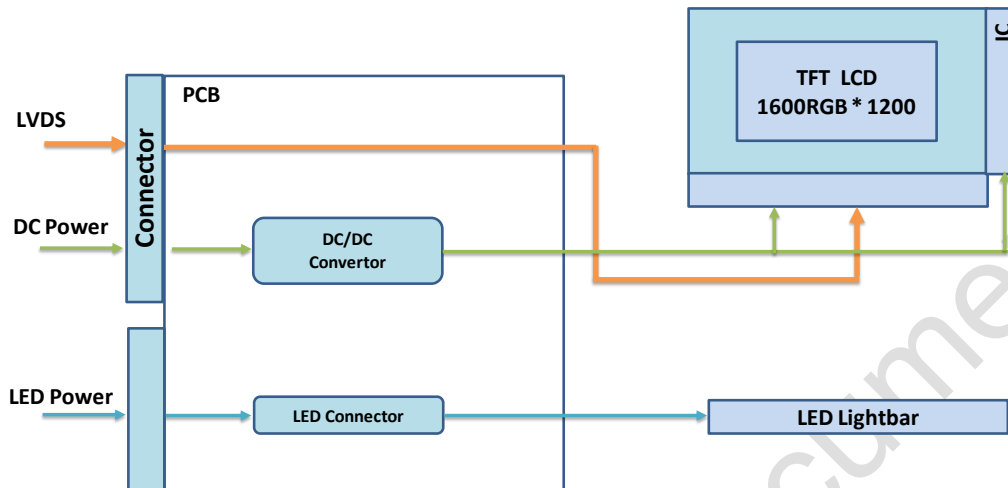 PCB
TFT LCD
1600RGB * 1200
LVDS
Connector
DC Power
DC/DC
Convertor
LED Power
LED Connector
LED Lightbar